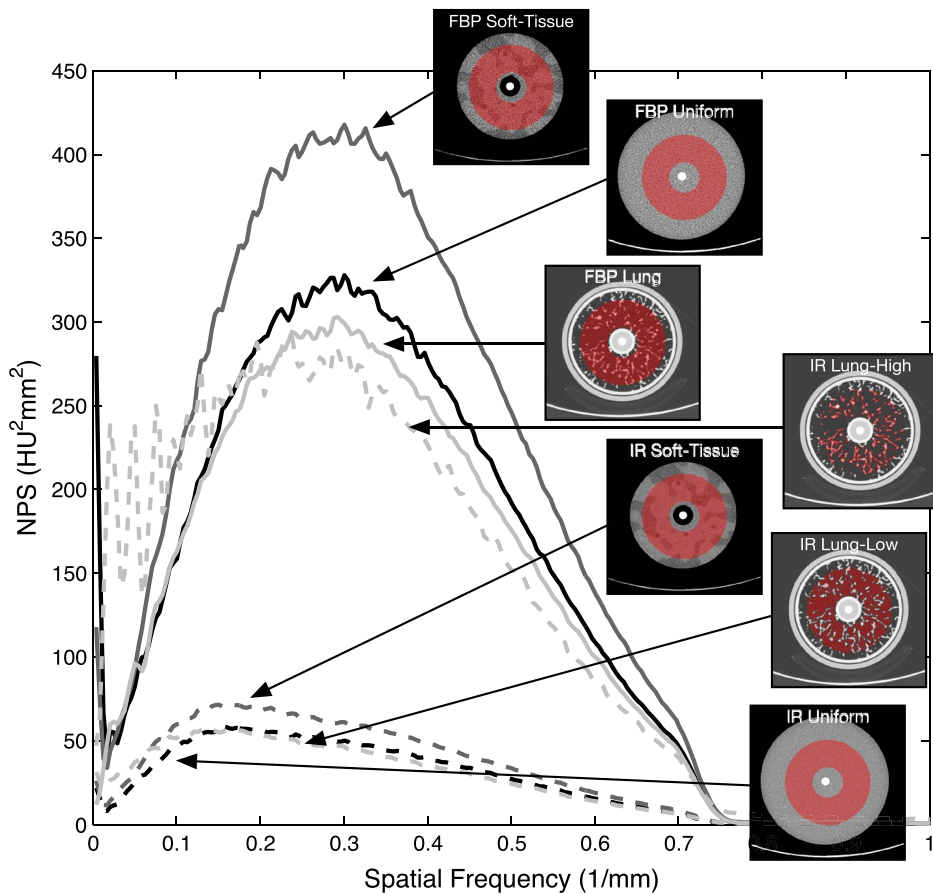 FBP Soft-Tissue
FBP Uniform
FBP Lung
IR Lung-High
IR Soft-Tissue
IR Lung-Low
IR Uniform
NPS (HU²mm²)
450
400
350
300
250
200
150
100
50
0
0 0.1 0.2 0.3 0.4 0.5 0.6 0.7 0.8 0.9 1
Spatial Frequency (1/mm)